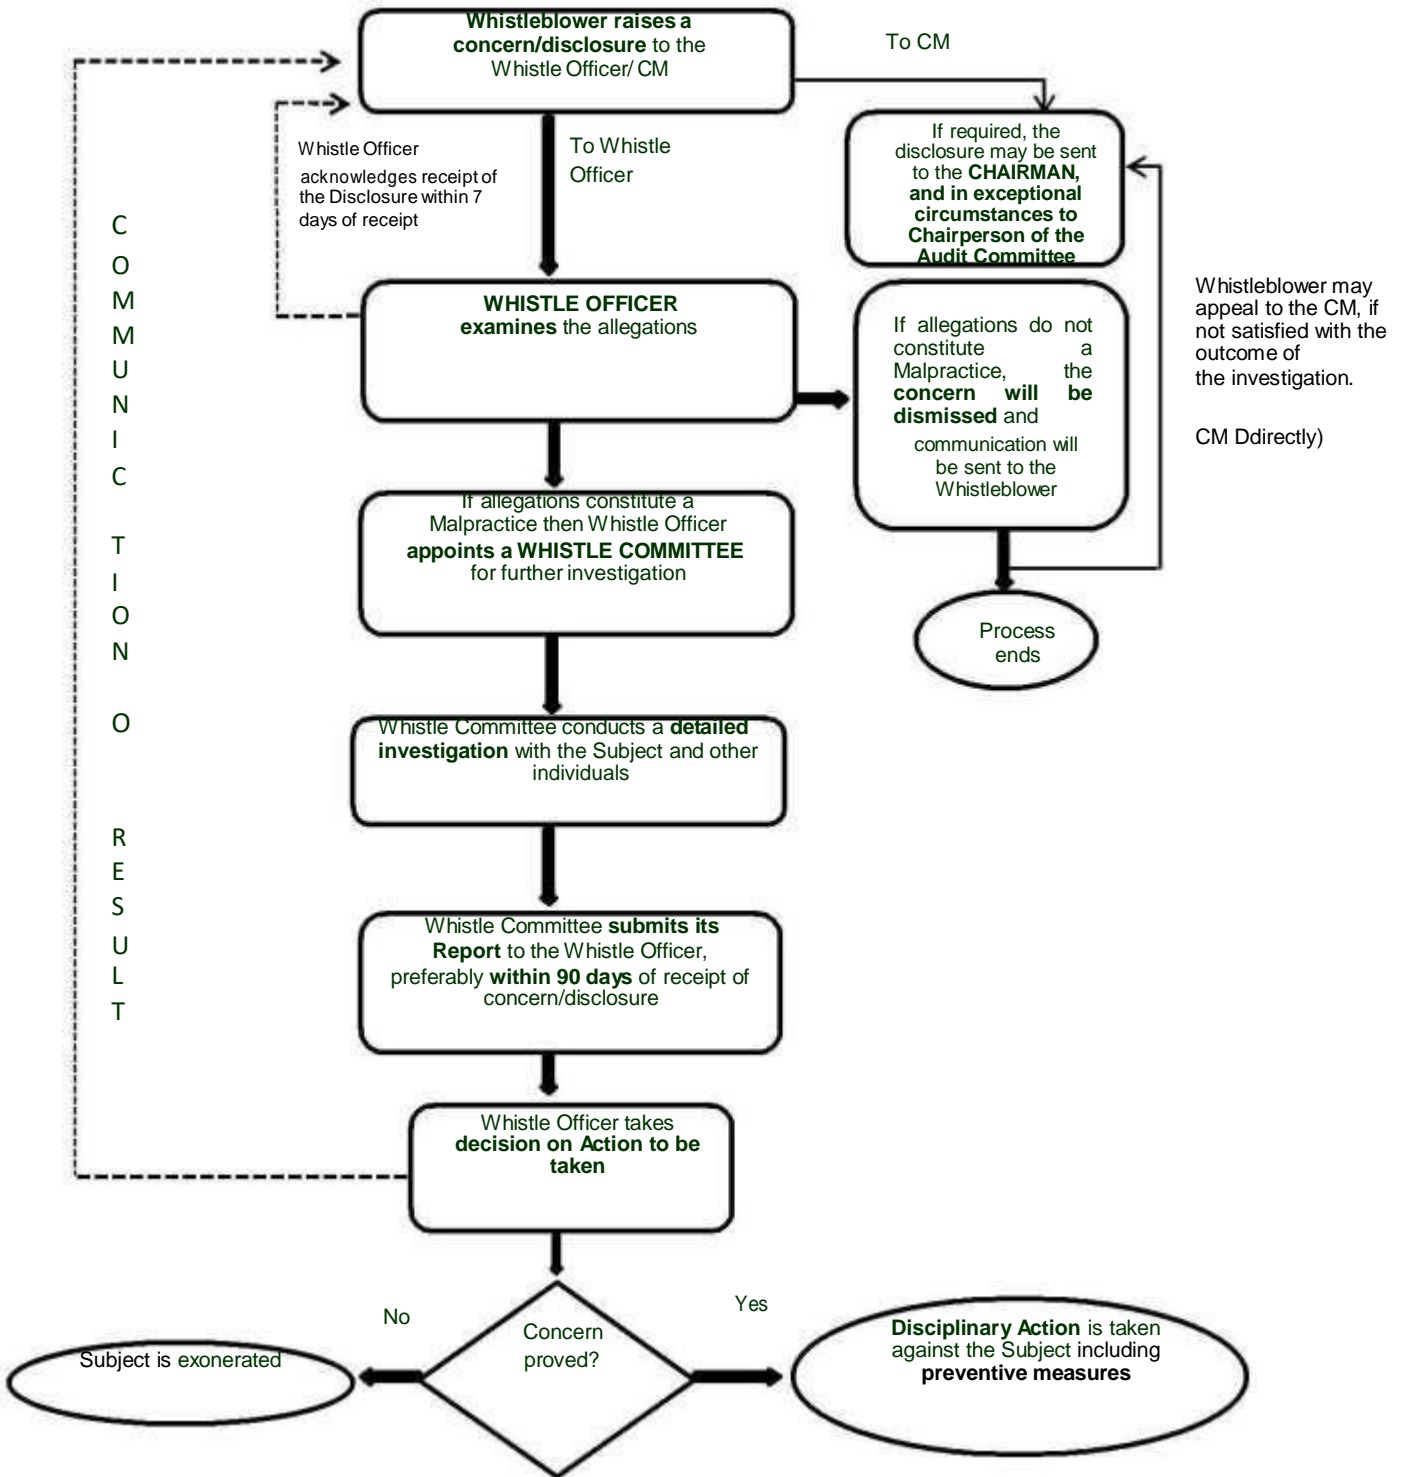 Whistleblower raises a
concern/disclosure to the
Whistle Officer/ CM
To CM
If required, the
disclosure may be sent
to the CHAIRMAN,
and in exceptional
circumstances to
Chairperson of the
Audit Committee
Whistle Officer
acknowledges receipt of
the Disclosure within 7
days of receipt
To Whistle
Officer
WHISTLE OFFICER
examines the allegations
If allegations do not
constitute a
Malpractice, the
concern will be
dismissed and
communication will
be sent to the
Whistleblower
Whistleblower may
appeal to the CM, if
not satisfied with the
outcome of
the investigation.
CM Ddirectly)
If allegations constitute a
Malpractice then Whistle Officer
appoints a WHISTLE COMMITTEE
for further investigation
Process
ends
Whistle Committee conducts a detailed
investigation with the Subject and other
individuals
Whistle Committee submits its
Report to the Whistle Officer,
preferably within 90 days of receipt of
concern/disclosure
Whistle Officer takes
decision on Action to be
taken
C
O
M
M
U
N
I
C
T
I
O
N
O
R
E
S
U
L
T
No
Yes
Concern
proved?
Subject is exonerated
Disciplinary Action is taken
against the Subject including
preventive measures